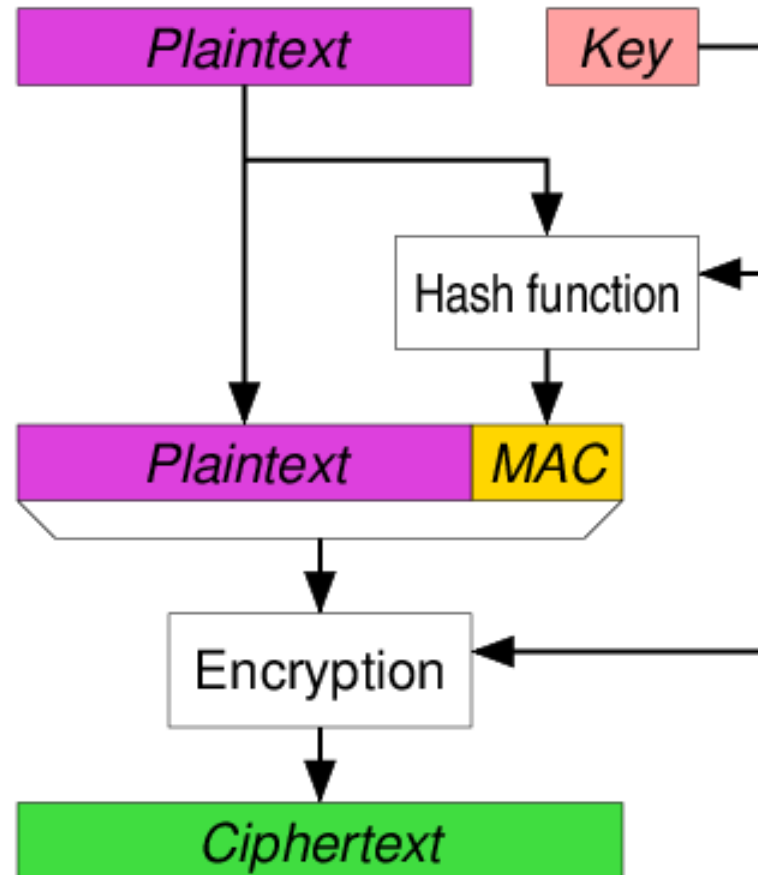 Plaintext
Key
Hash function
Plaintext
MAC
Encryption
Ciphertext